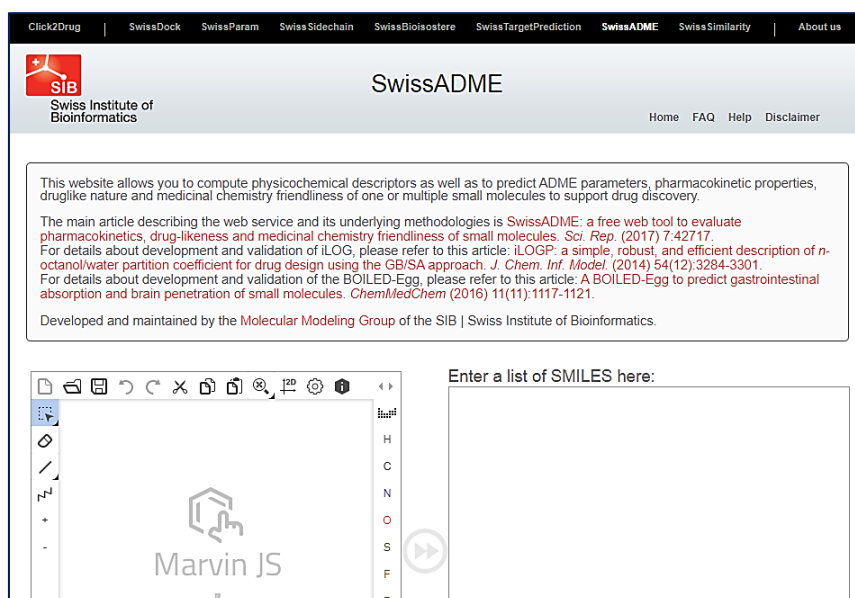 Click2Drug | SwissDock SwissParam SwissSidechain SwissBioisostere SwissTargetPrediction SwissADME SwissSimilarity | About us
SIB
Swiss Institute of
Bioinformatics
SwissADME
Home FAQ Help Disclaimer
This website allows you to compute physicochemical descriptors as well as to predict ADME parameters, pharmacokinetic properties,
druglike nature and medicinal chemistry friendliness of one or multiple small molecules to support drug discovery.
The main article describing the web service and its underlying methodologies is SwissADME: a free web tool to evaluate
pharmacokinetics, drug-likeness and medicinal chemistry friendliness of small molecules. Sci. Rep. (2017) 7:42717.
For details about development and validation of iLOG, please refer to this article: iLOGP: a simple, robust, and efficient description of n-
octanol/water partition coefficient for drug design using the GB/SA approach. J. Chem. Inf. Model. (2014) 54(12):3284-3301.
For details about development and validation of the BOILED-Egg, please refer to this article: A BOILED-Egg to predict gastrointestinal
absorption and brain penetration of small molecules. ChemMedChem (2016) 11(11):1117-1121.
Developed and maintained by the Molecular Modeling Group of the SIB | Swiss Institute of Bioinformatics.
Enter a list of SMILES here:
2D
H
C
N
O
S
F
+
-
Marvin JS